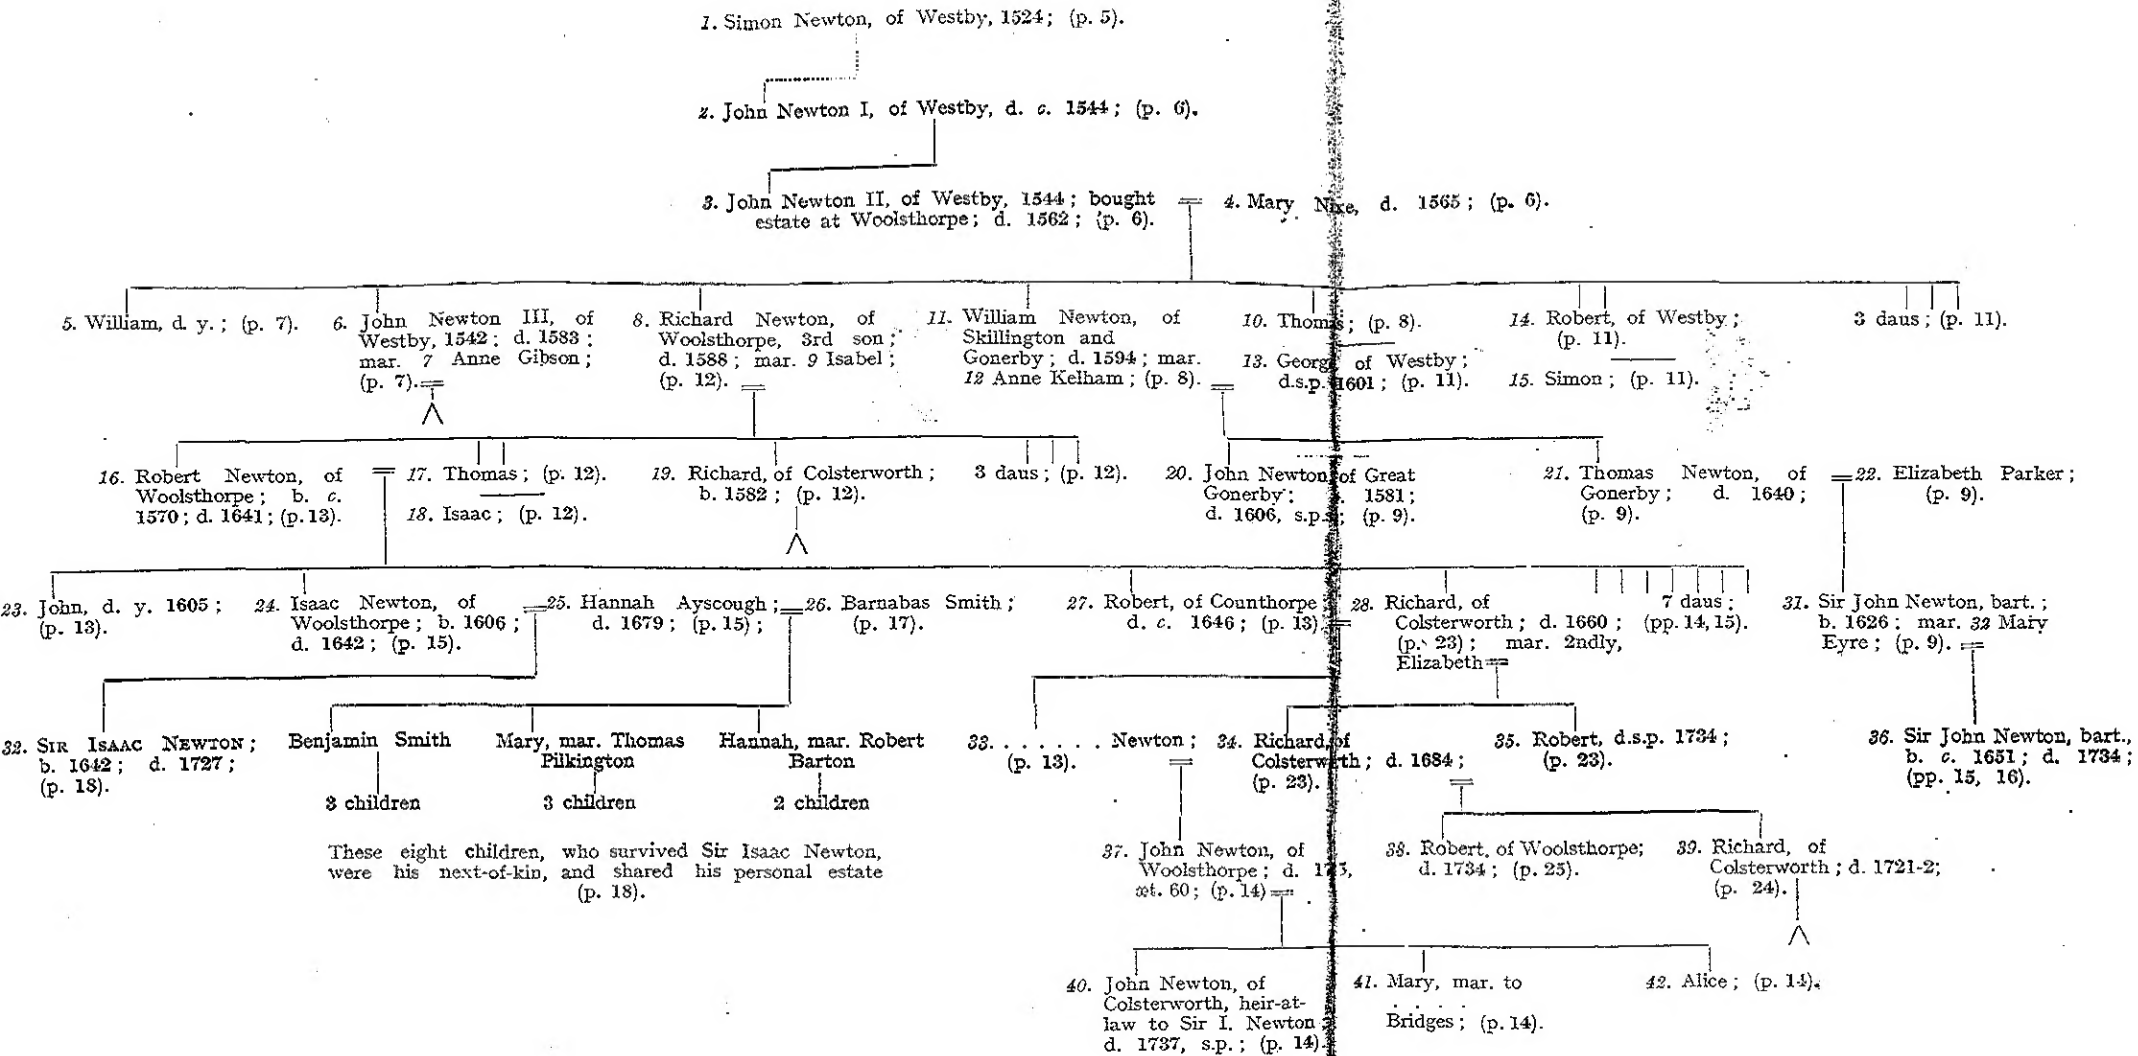 1. Simon Newton, of Westby, 1524; (p. 5).
2. John Newton I, of Westby, d. c. 1544; (p. 6).
3. John Newton II, of Westby, 1544; bought
estate at Woolsthorpe; d. 1562; (p. 6).
4. Mary Nixe, d. 1565; (p. 6).
5. William, d. y.; (p. 7).
6. John Newton III, of
Westby, 1542; d. 1583;
mar. 7 Anne Gibson;
(p. 7).
8. Richard Newton, of
Woolsthorpe, 3rd son;
d. 1588; mar. 9 Isabel;
(p. 12).
11. William Newton, of
Skillington and
Gonerby; d. 1594; mar.
12 Anne Kelham; (p. 8).
10. Thomas; (p. 8).
13. George of Westby;
d.s.p. 1601; (p. 11).
14. Robert, of Westby;
(p. 11).
15. Simon; (p. 11).
3 daus; (p. 11).
16. Robert Newton, of
Woolsthorpe; b. c.
1570; d. 1641; (p. 13).
17. Thomas; (p. 12).
18. Isaac; (p. 12).
19. Richard, of Colsterworth;
b. 1582; (p. 12).
3 daus; (p. 12).
20. John Newton of Great
Gonerby; 1581;
d. 1606, s.p.; (p. 9).
21. Thomas Newton, of
Gonerby; d. 1640;
(p. 9).
22. Elizabeth Parker;
(p. 9).
23. John, d. y. 1605;
(p. 13).
24. Isaac Newton, of
Woolsthorpe; b. 1606;
d. 1642; (p. 15).
25. Hannah Ayscough;
d. 1679; (p. 15);
26. Barnabas Smith;
(p. 17).
27. Robert, of Counthorpe
d. c. 1646; (p. 13)
28. Richard, of
Colsterworth; d. 1660;
(p. 23); mar. 2ndly,
Elizabeth
7 daus;
(pp. 14, 15).
31. Sir John Newton, bart.;
b. 1626; mar. 32 Mary
Eyre; (p. 9).
32. SIR ISAAC NEWTON;
b. 1642; d. 1727;
(p. 18).
Benjamin Smith
3 children
Mary, mar. Thomas
Pilkington
3 children
Hannah, mar. Robert
Barton
2 children
These eight children, who survived Sir Isaac Newton,
were his next-of-kin, and shared his personal estate
(p. 18).
33. . . . . . . Newton;
(p. 13).
34. Richard, of
Colsterworth; d. 1684;
(p. 23).
35. Robert, d.s.p. 1734;
(p. 23).
36. Sir John Newton, bart.,
b. c. 1651; d. 1734;
(pp. 15, 16).
37. John Newton, of
Woolsthorpe; d.
æt. 60; (p. 14)
38. Robert, of Woolsthorpe;
d. 1734; (p. 25).
39. Richard, of
Colsterworth; d. 1721-2;
(p. 24).
40. John Newton, of
Colsterworth, heir-at-
law to Sir I. Newton
d. 1737, s.p.; (p. 14).
41. Mary, mar. to
. . . .
Bridges; (p. 14).
42. Alice; (p. 14).